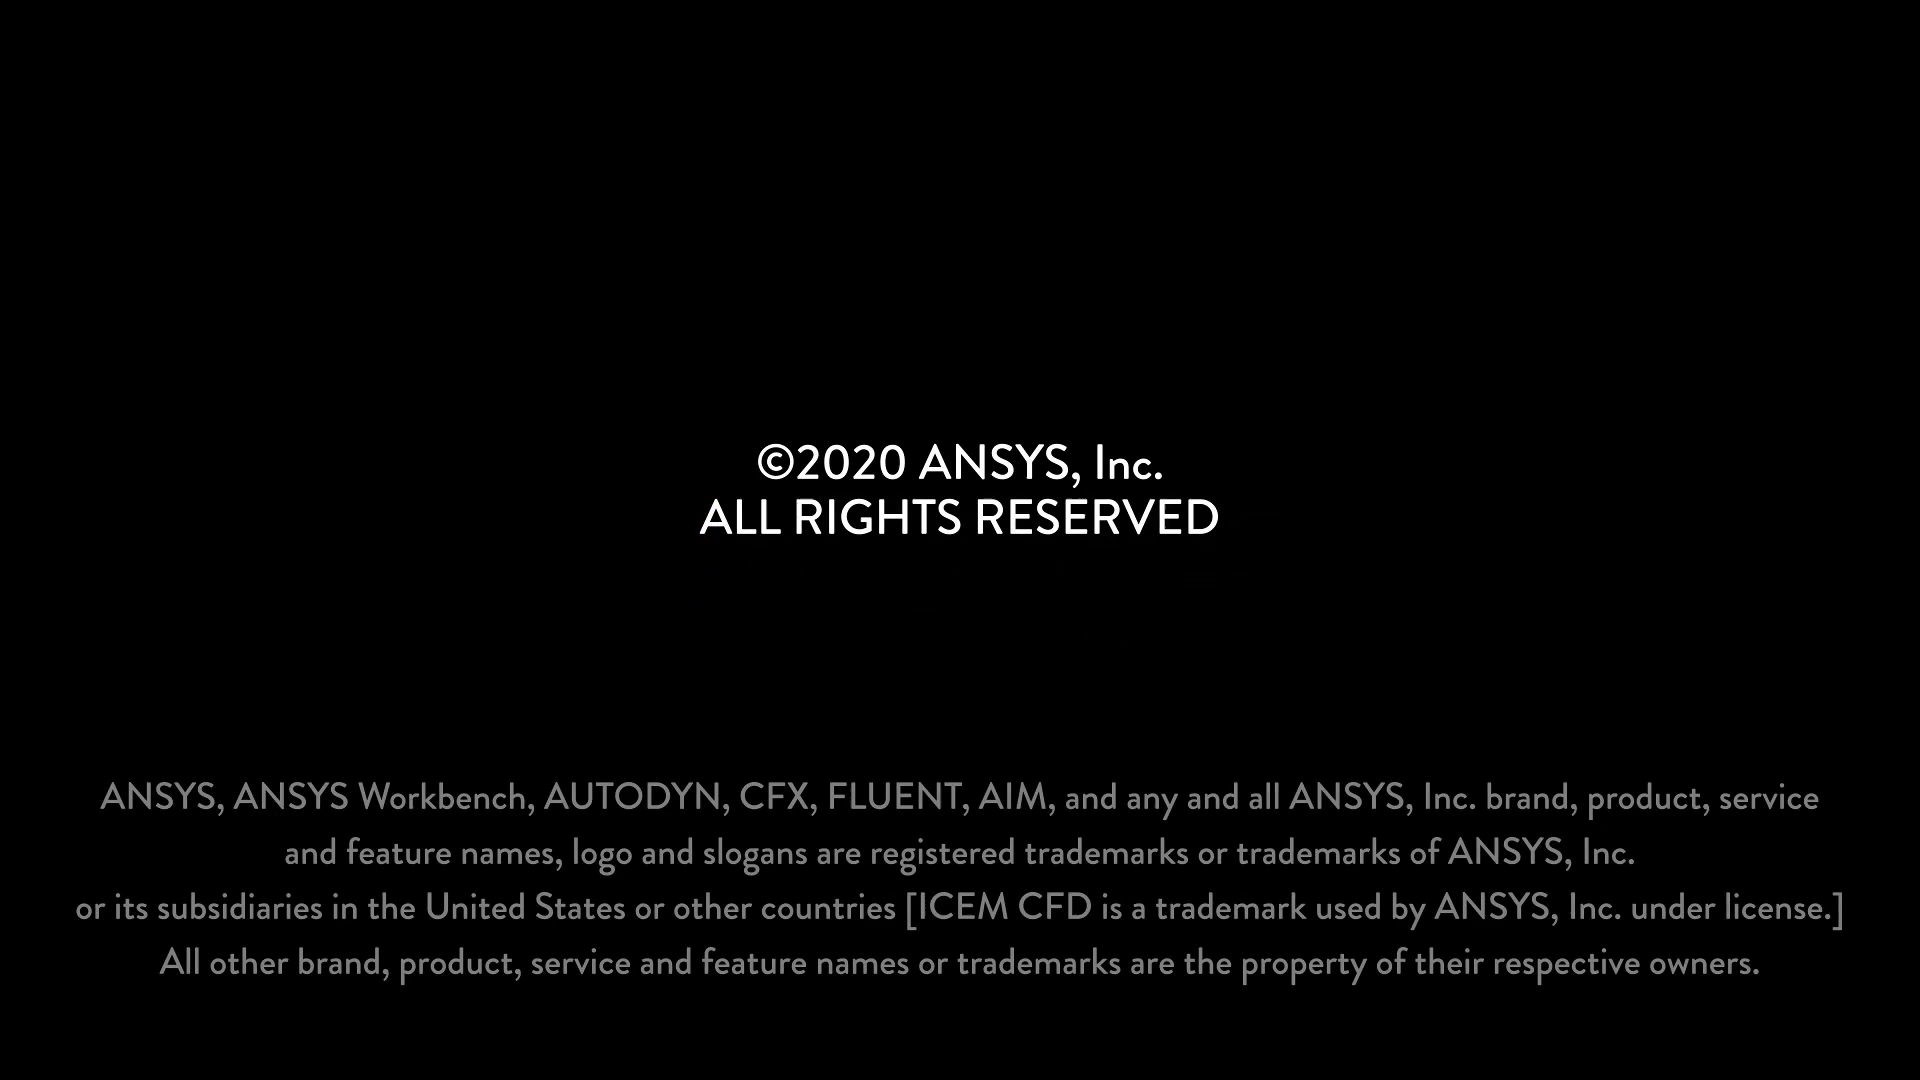 ©2020 ANSYS, Inc.
ALL RIGHTS RESERVED
ANSYS, ANSYS Workbench, AUTODYN, CFX, FLUENT, AIM, and any and all ANSYS, Inc. brand, product, service
and feature names, logo and slogans are registered trademarks or trademarks of ANSYS, Inc.
or its subsidiaries in the United States or other countries [ICEM CFD is a trademark used by ANSYS, Inc. under license.]
All other brand, product, service and feature names or trademarks are the property of their respective owners.